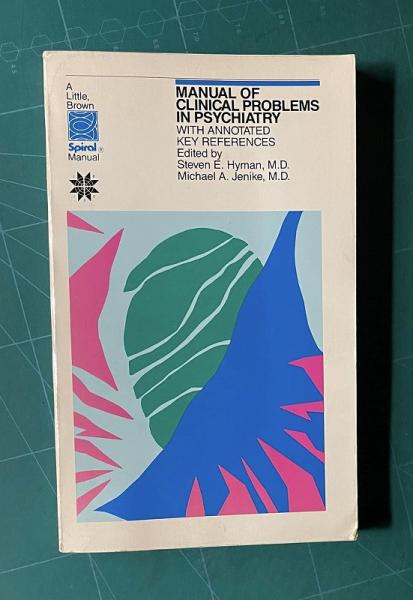 A
Little,
Brown
Spiral®
Manual
MANUAL OF
CLINICAL PROBLEMS
IN PSYCHIATRY
WITH ANNOTATED
KEY REFERENCES
Edited by
Steven E. Hyman, M.D.
Michael A. Jenike, M.D.